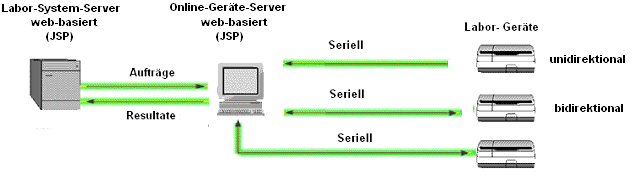 Labor-System-Server
web-basiert
(JSP)
Online-Geräte-Server
web-basiert
(JSP)
Labor- Geräte
Seriell
unidirektional
Aufträge
Seriell
bidirektional
Resultate
Seriell